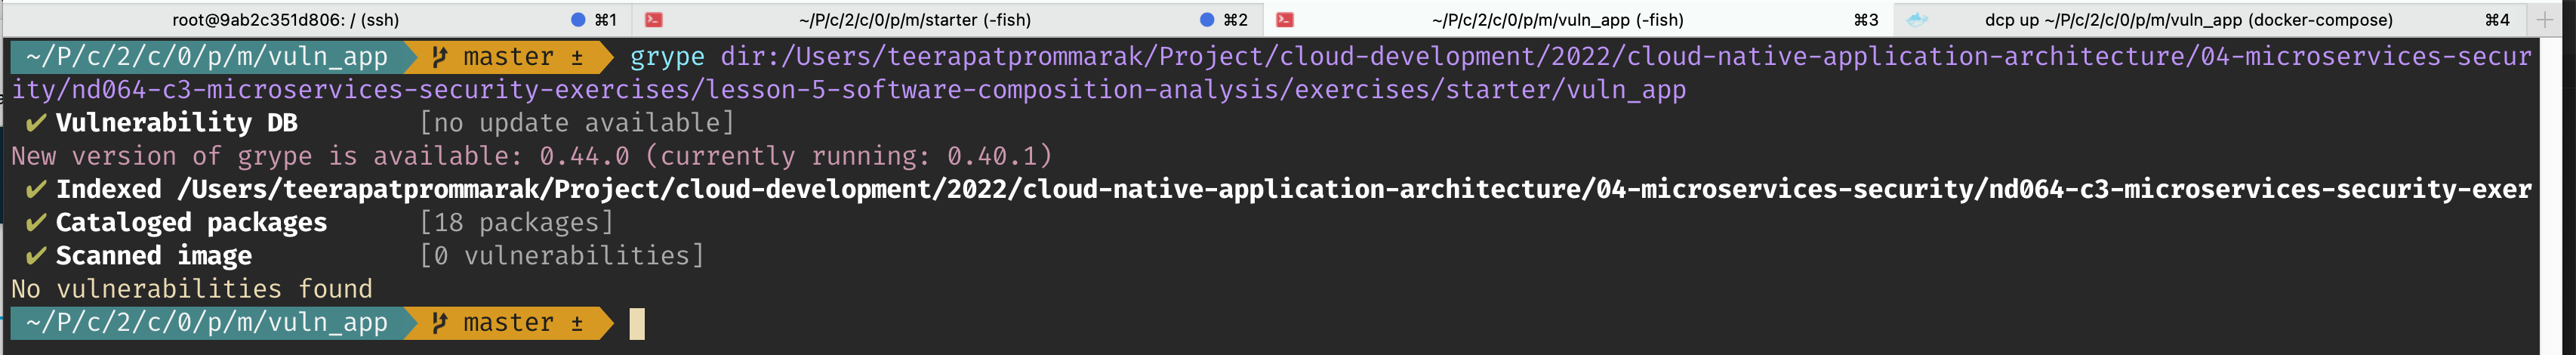 root@9ab2c351d806: / (ssh) ⌘1 ~/P/c/2/c/0/p/m/starter (-fish) ⌘2 ~/P/c/2/c/0/p/m/vuln_app (-fish) ⌘3 dcp up ~/P/c/2/c/0/p/m/vuln_app (docker-compose) ⌘4
~/P/c/2/c/0/p/m/vuln_app master ± grype dir:/Users/teerapatprommarak/Project/cloud-development/2022/cloud-native-application-architecture/04-microservices-secur
ity/nd064-c3-microservices-security-exercises/lesson-5-software-composition-analysis/exercises/starter/vuln_app
✔ Vulnerability DB [no update available]
New version of grype is available: 0.44.0 (currently running: 0.40.1)
✔ Indexed /Users/teerapatprommarak/Project/cloud-development/2022/cloud-native-application-architecture/04-microservices-security/nd064-c3-microservices-security-exer
✔ Cataloged packages [18 packages]
✔ Scanned image [0 vulnerabilities]
No vulnerabilities found
~/P/c/2/c/0/p/m/vuln_app master ±